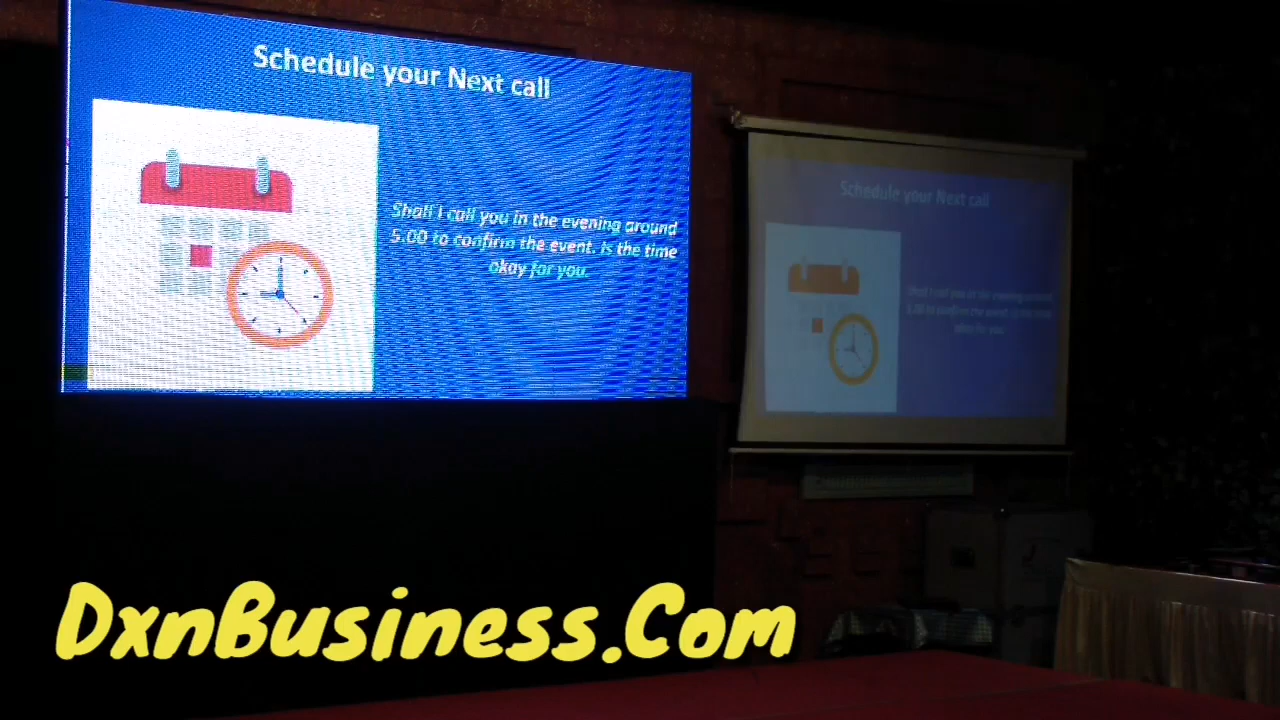 Schedule your Next call
Shall I call you in the evening around
5.00 to confirm the event. Is the time
okay for you.
Schedule your Next call
DxnBusiness.Com